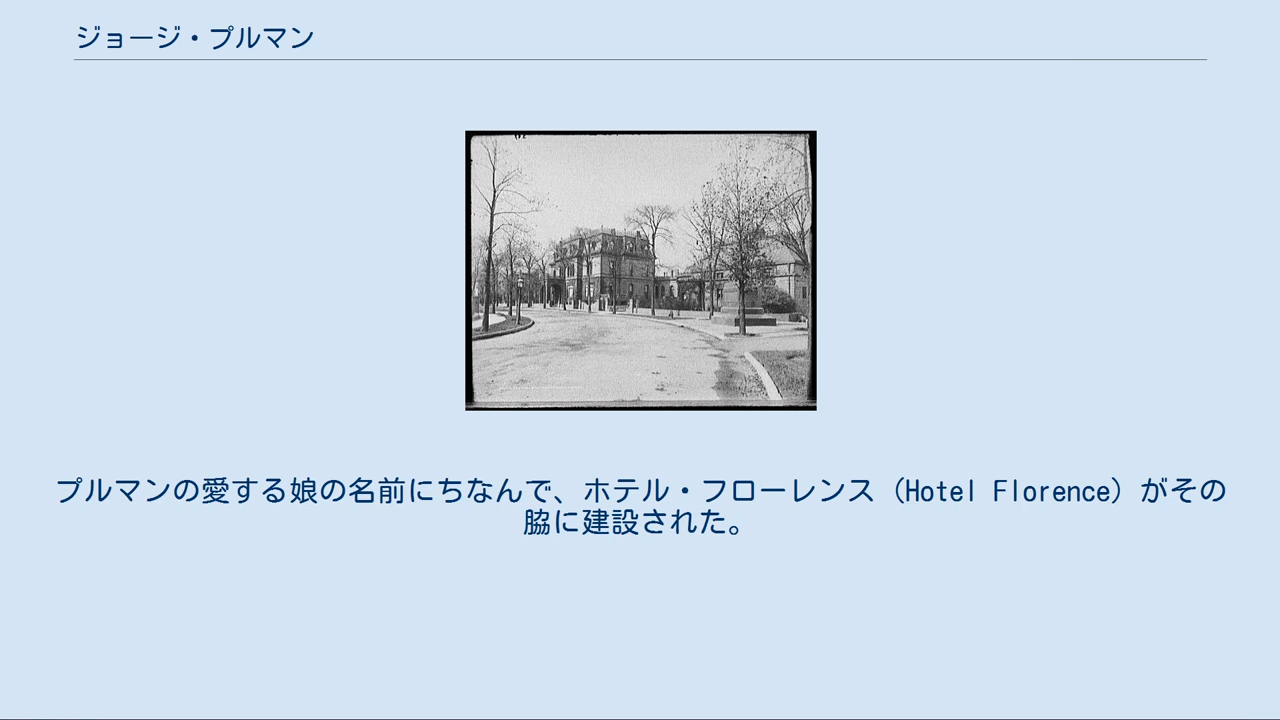 ジョージ・プルマン
プルマンの愛する娘の名前にちなんで、ホテル・フローレンス（Hotel Florence）がその
脇に建設された。